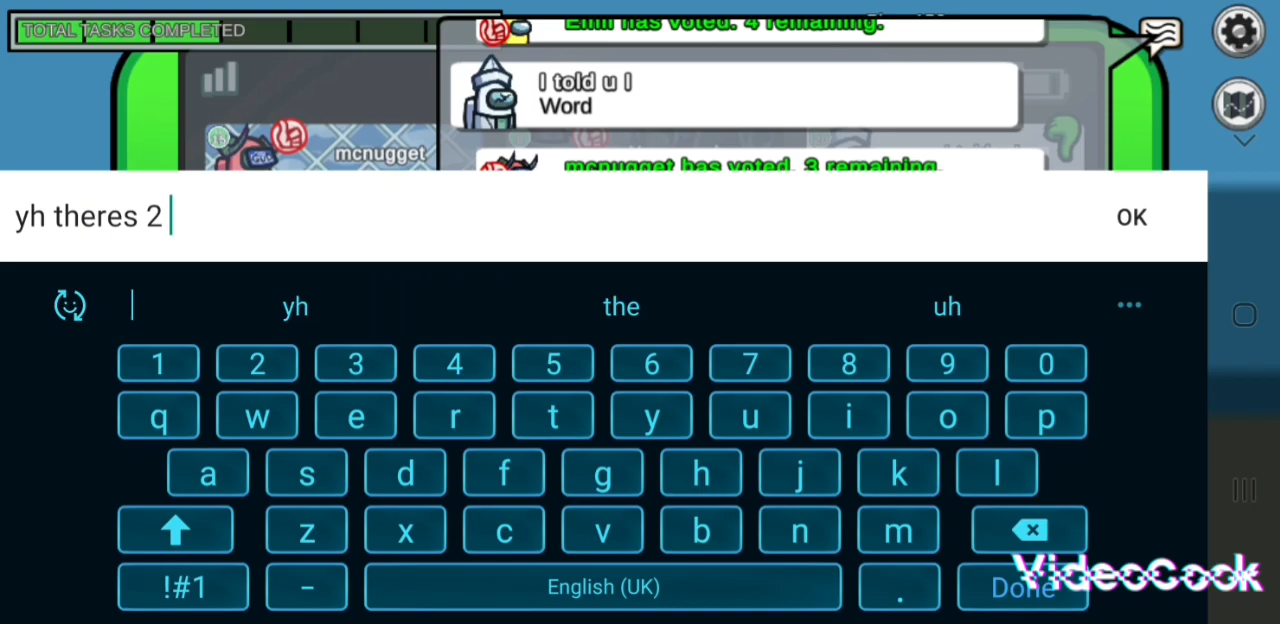 TOTAL TASKS COMPLETED
Emil has voted. 4 remaining.
I told u I
Word
mcnugget
mcnugget has voted. 3 remaining.
yh theres 2
OK
yh
the
uh
1 2 3 4 5 6 7 8 9 0
q w e r t y u i o p
a s d f g h j k l
z x c v b n m
!#1 - English (UK) . Done
VideoCook